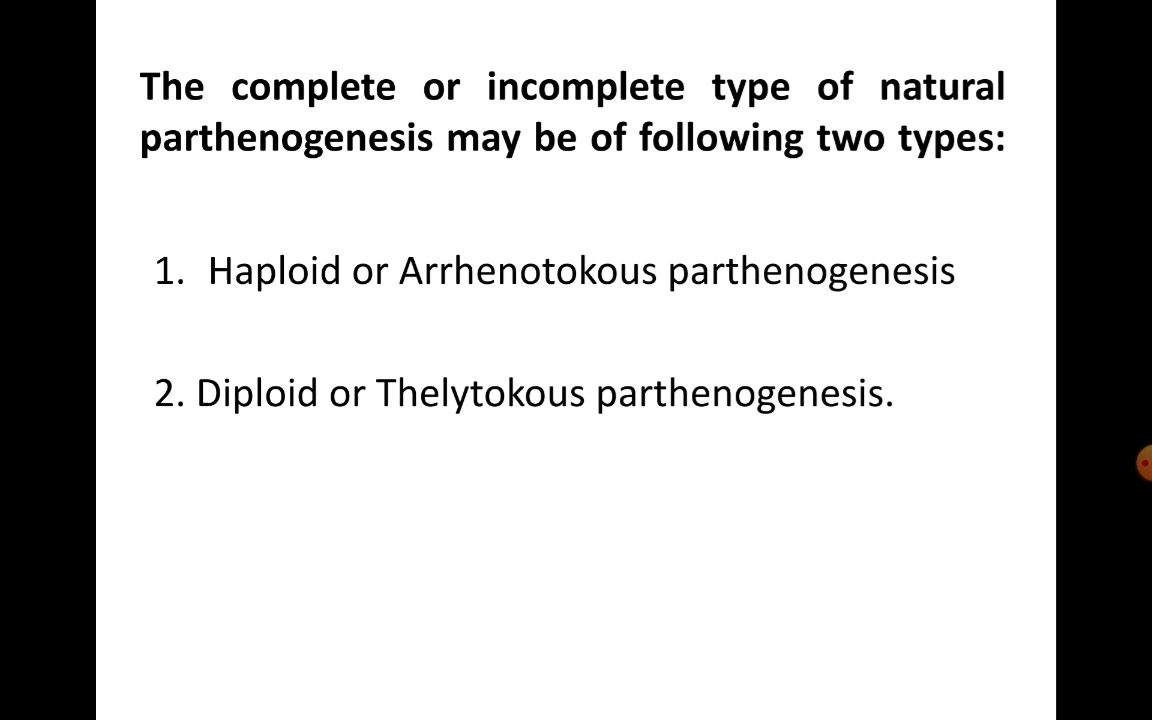 The complete or incomplete type of natural
parthenogenesis may be of following two types:
1. Haploid or Arrhenotokous parthenogenesis
2. Diploid or Thelytokous parthenogenesis.